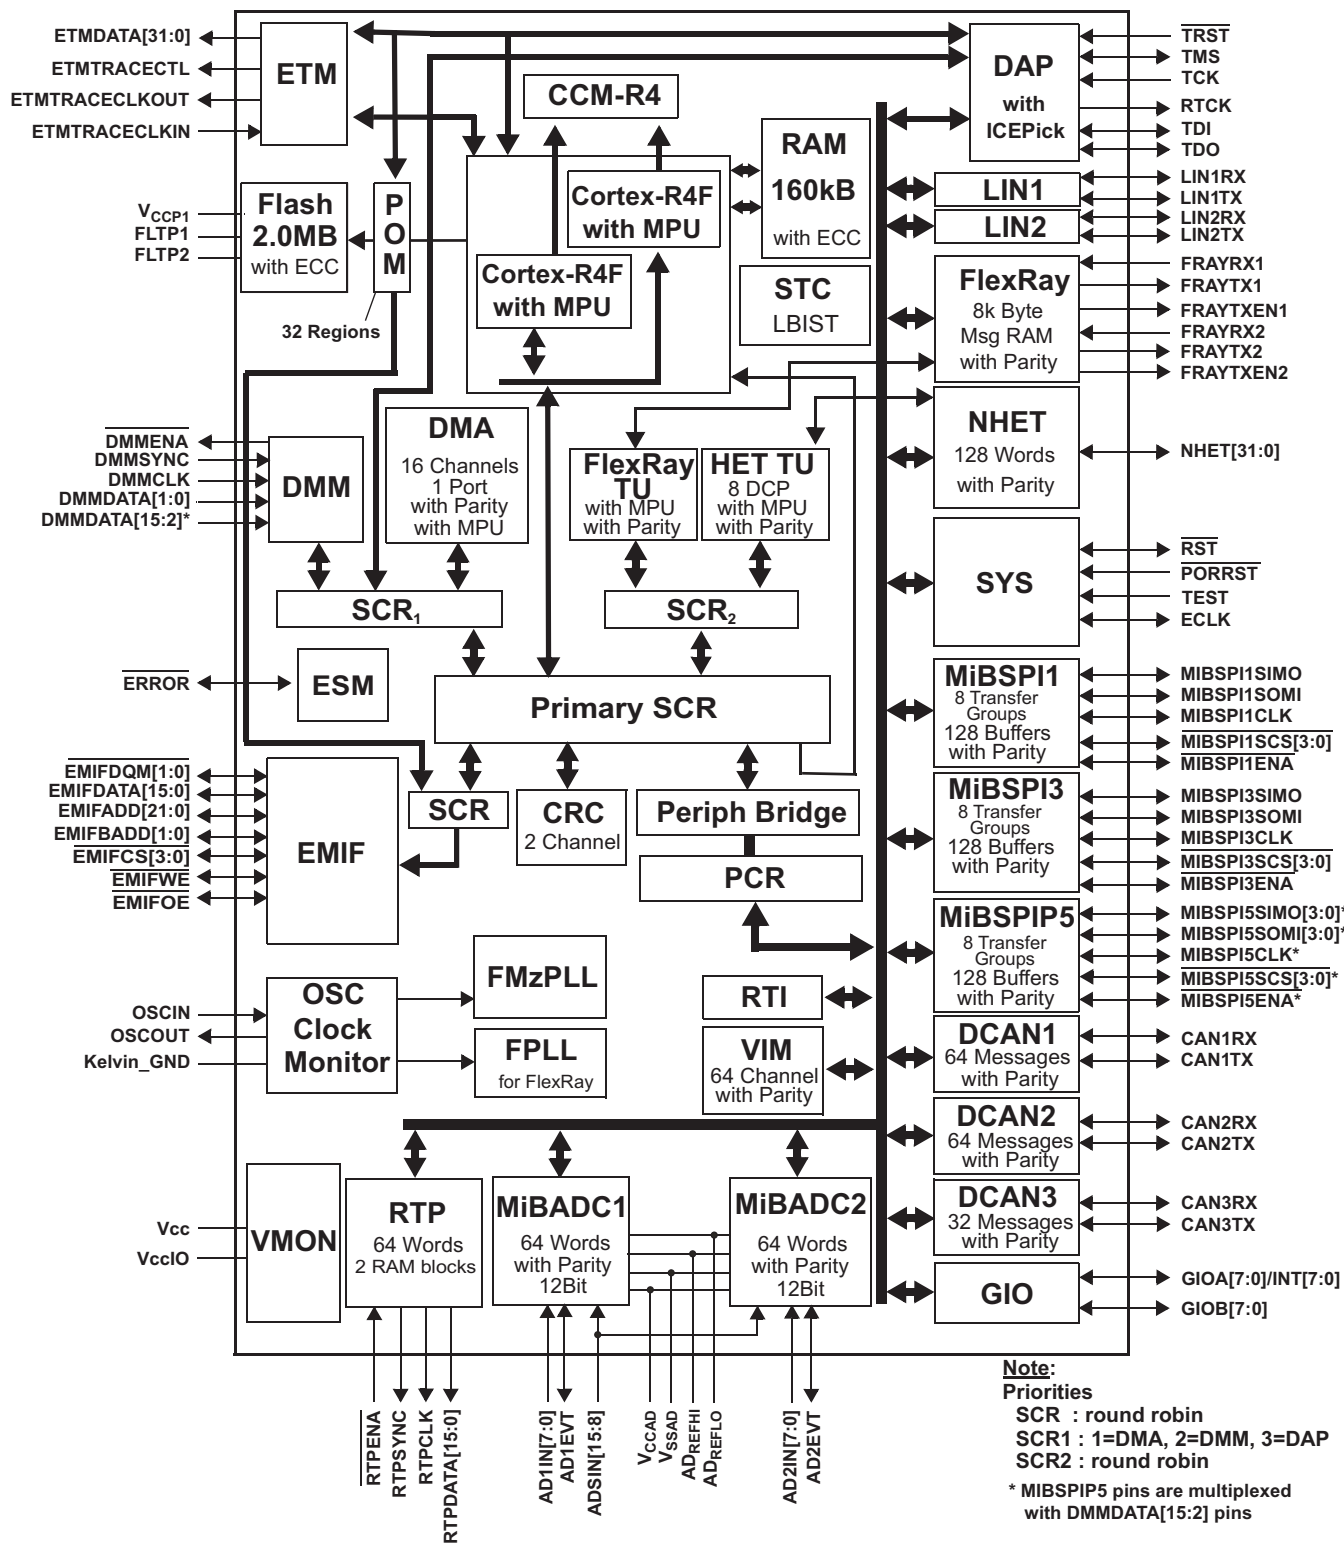 ETMDATA[31:0]
ETMTRACECTL
ETMTRACECLKOUT
ETMTRACECLKIN
ETM
CCM-R4
DAP
with
ICEPick
TRST
TMS
TCK
RTCK
TDI
TDO
VCCP1
FLTP1
FLTP2
Flash
2.0MB
with ECC
P
O
M
32 Regions
Cortex-R4F
with MPU
Cortex-R4F
with MPU
RAM
160kB
with ECC
STC
LBIST
LIN1
LIN2
LIN1RX
LIN1TX
LIN2RX
LIN2TX
FlexRay
8k Byte
Msg RAM
with Parity
FRAYRX1
FRAYTX1
FRAYTXEN1
FRAYRX2
FRAYTX2
FRAYTXEN2
DMMENA
DMMSYNC
DMMCLK
DMMDATA[1:0]
DMMDATA[15:2]*
DMM
DMA
16 Channels
1 Port
with Parity
with MPU
FlexRay
TU
with MPU
with Parity
HET TU
8 DCP
with MPU
with Parity
NHET
128 Words
with Parity
NHET[31:0]
SCR1
SCR2
SYS
RST
PORRST
TEST
ECLK
ERROR
ESM
Primary SCR
MiBSPI1
8 Transfer
Groups
128 Buffers
with Parity
MIBSPI1SIMO
MIBSPI1SOMI
MIBSPI1CLK
MIBSPI1SCS[3:0]
MIBSPI1ENA
EMIFDQM[1:0]
EMIFDATA[15:0]
EMIFADD[21:0]
EMIFBADD[1:0]
EMIFCS[3:0]
EMIFWE
EMIFOE
EMIF
SCR
CRC
2 Channel
Periph Bridge
PCR
MiBSPI3
8 Transfer
Groups
128 Buffers
with Parity
MIBSPI3SIMO
MIBSPI3SOMI
MIBSPI3CLK
MIBSPI3SCS[3:0]
MIBSPI3ENA
MiBSPIP5
8 Transfer
Groups
128 Buffers
with Parity
MIBSPI5SIMO[3:0]*
MIBSPI5SOMI[3:0]*
MIBSPI5CLK*
MIBSPI5SCS[3:0]*
MIBSPI5ENA*
OSCIN
OSCOUT
Kelvin_GND
OSC
Clock
Monitor
FMzPLL
FPLL
for FlexRay
RTI
VIM
64 Channel
with Parity
DCAN1
64 Messages
with Parity
CAN1RX
CAN1TX
DCAN2
64 Messages
with Parity
CAN2RX
CAN2TX
DCAN3
32 Messages
with Parity
CAN3RX
CAN3TX
Vcc
VccIO
VMON
RTP
64 Words
2 RAM blocks
MiBADC1
64 Words
with Parity
12Bit
MiBADC2
64 Words
with Parity
12Bit
GIO
GIOA[7:0]/INT[7:0]
GIOB[7:0]
RTPENA
RTPSYNC
RTPCLK
RTPDATA[15:0]
AD1IN[7:0]
AD1EVT
ADSIN[15:8]
VCCAD
VSSAD
ADREFHI
ADREFLO
AD2IN[7:0]
AD2EVT
Note:
Priorities
SCR : round robin
SCR1 : 1=DMA, 2=DMM, 3=DAP
SCR2 : round robin
* MIBSPIP5 pins are multiplexed
with DMMDATA[15:2] pins